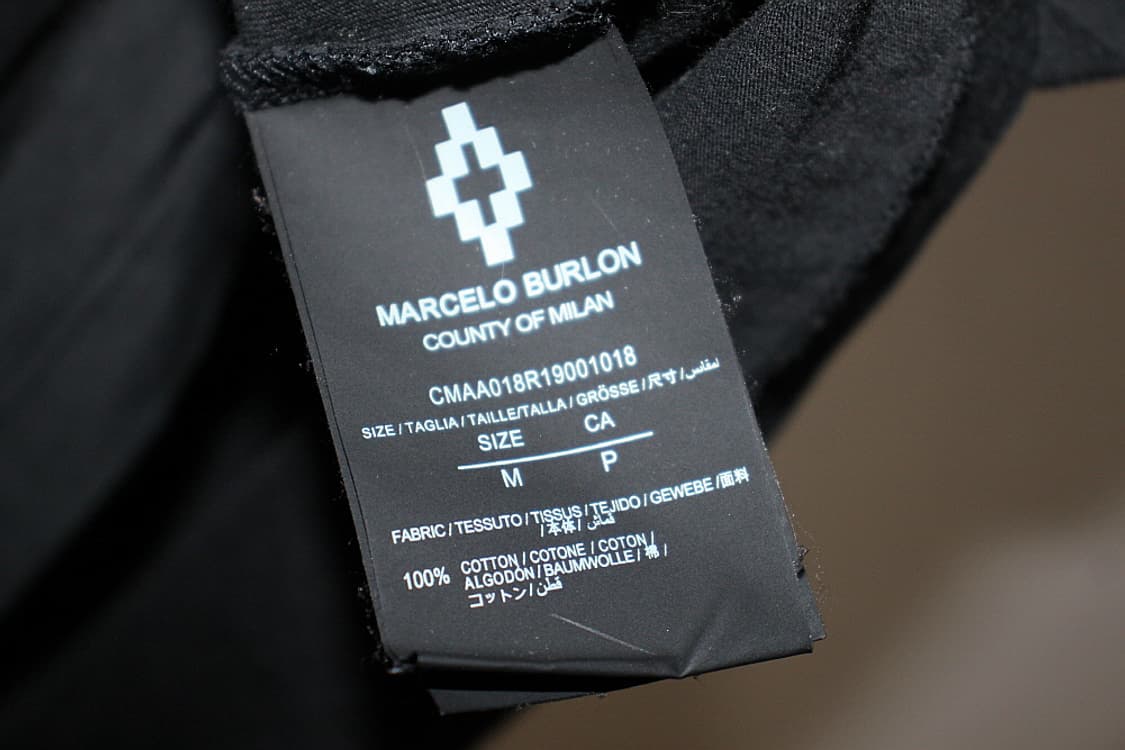 MARCELO BURLON
COUNTY OF MILAN
CMAA018R19001018
SIZE / TAGLIA / TAILLE/TALLA / GRÖSSE / 尺寸 / لمقاس
SIZE CA
M P
FABRIC / TESSUTO / TISSUS / TEJIDO / GEWEBE /面料
/ 本体/ قماش
100% COTTON / COTONE / COTON /
ALGODÓN / BAUMWOLLE / 棉 /
コットン/ قطن